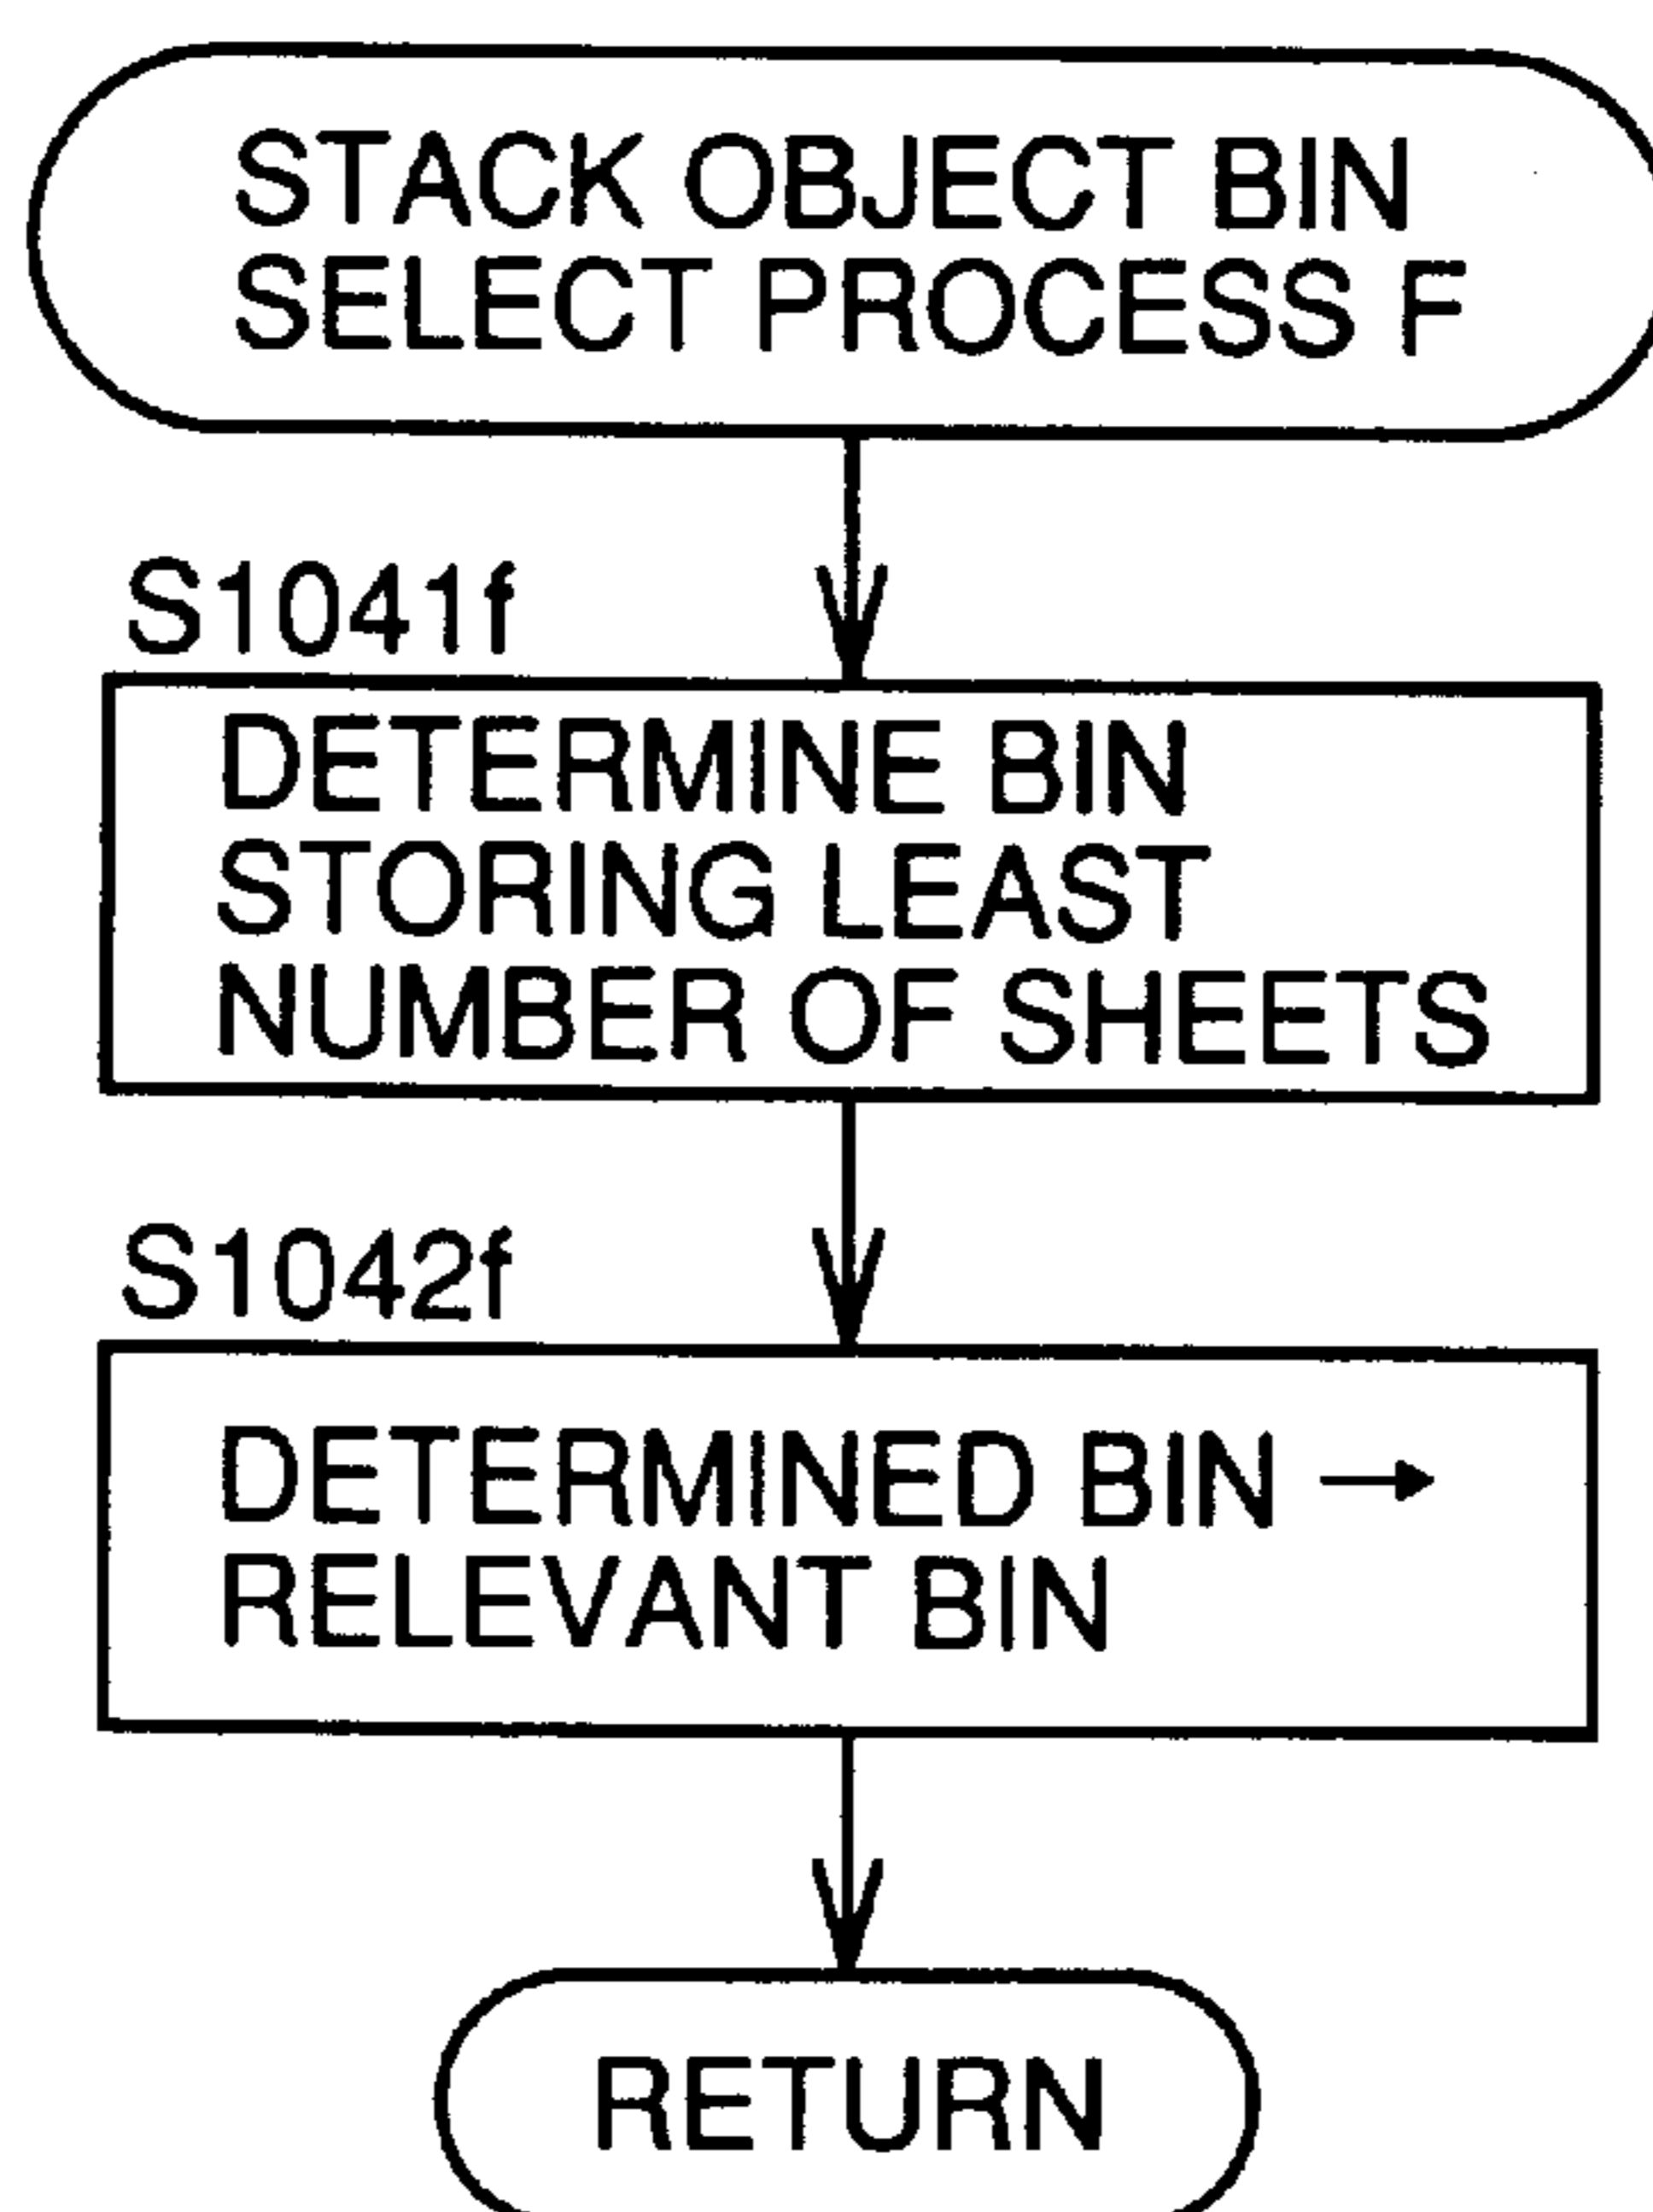 STACK OBJECT BIN
SELECT PROCESS F
S1041f
DETERMINE BIN
STORING LEAST
NUMBER OF SHEETS
S1042f
DETERMINED BIN →
RELEVANT BIN
RETURN